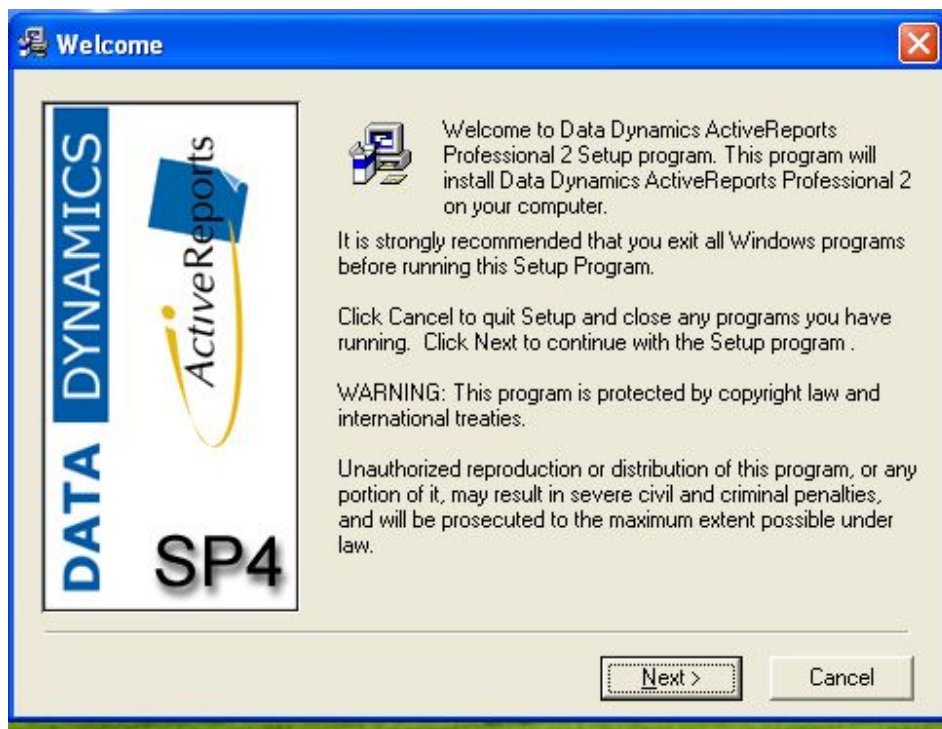 Welcome
DATA DYNAMICS
ActiveReports
SP4
Welcome to Data Dynamics ActiveReports
Professional 2 Setup program. This program will
install Data Dynamics ActiveReports Professional 2
on your computer.
It is strongly recommended that you exit all Windows programs
before running this Setup Program.
Click Cancel to quit Setup and close any programs you have
running.  Click Next to continue with the Setup program .
WARNING: This program is protected by copyright law and
international treaties.
Unauthorized reproduction or distribution of this program, or any
portion of it, may result in severe civil and criminal penalties,
and will be prosecuted to the maximum extent possible under
law.
Next >
Cancel